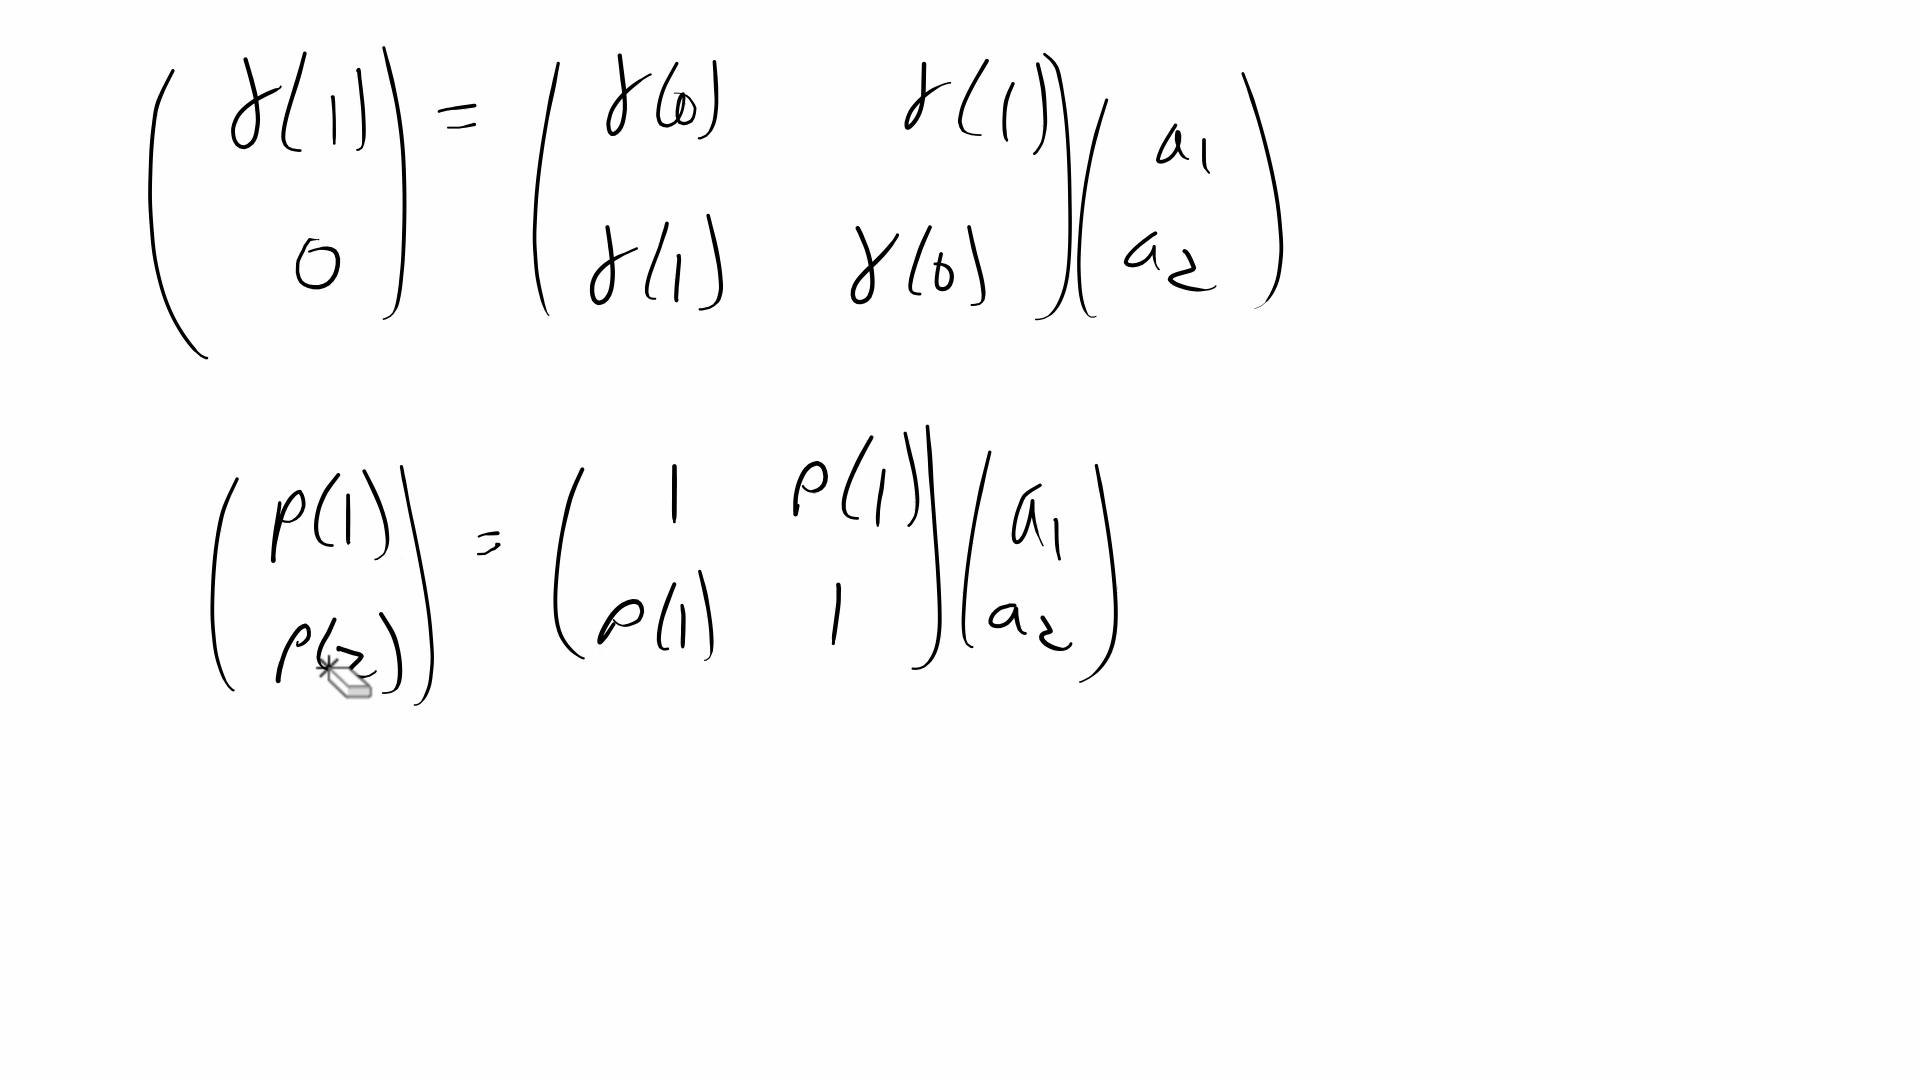 ( γ(1) ) = ( γ(0) γ(1) ) ( a1 )
( 0 ) ( γ(1) γ(0) ) ( a2 )
( ρ(1) ) = ( 1 ρ(1) ) ( a1 )
( ρ(2) ) ( ρ(1) 1 ) ( a2 )